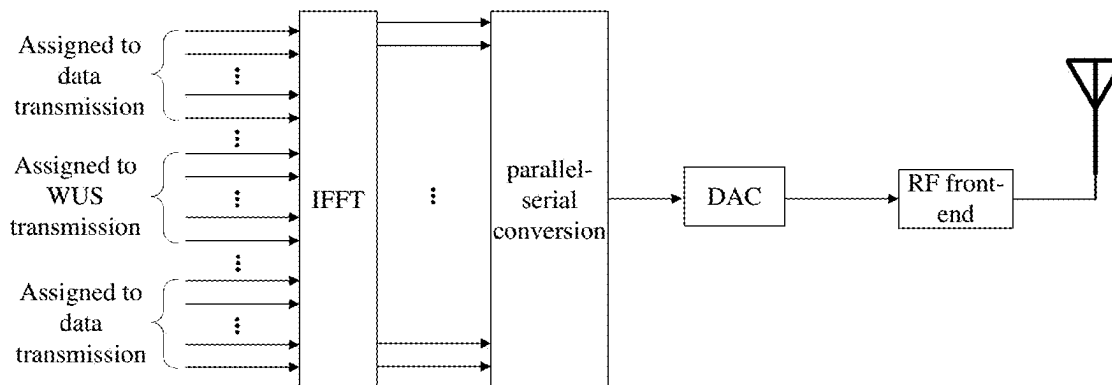 Assigned to
data
transmission
Assigned to
WUS
transmission
Assigned to
data
transmission
IFFT
parallel-
serial
conversion
DAC
RF front-
end